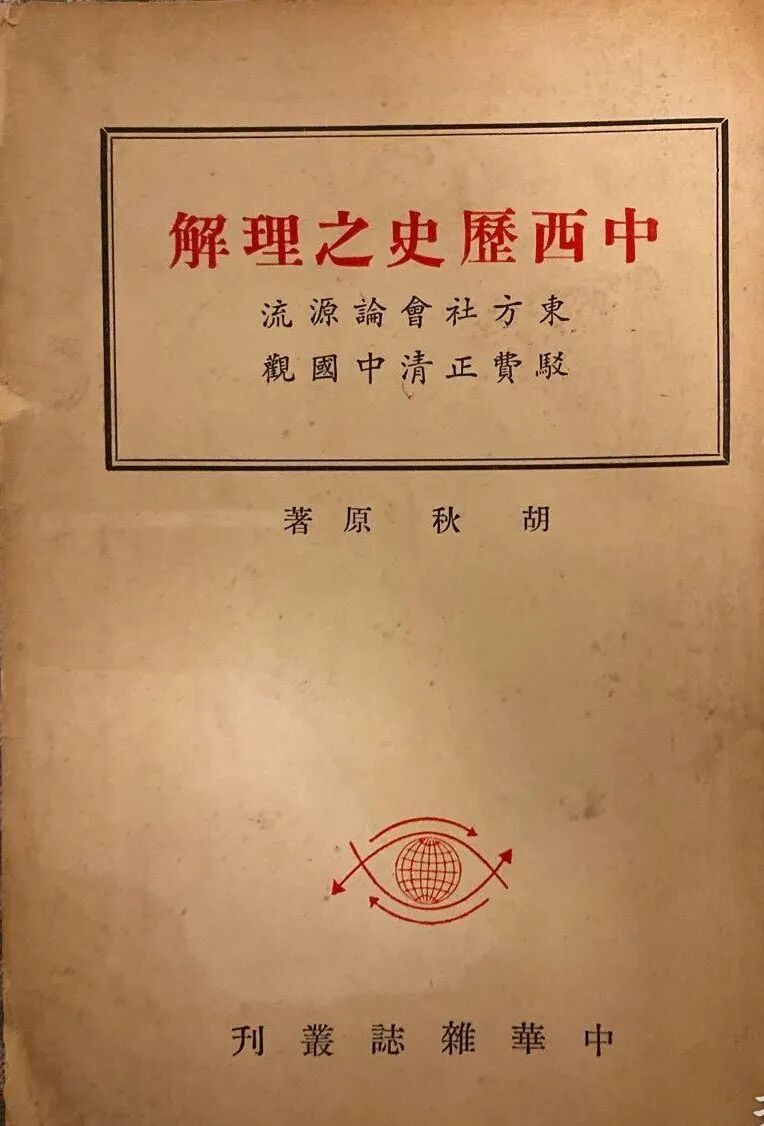 中西歷史之理解
東方社會論源流
駁費正清中國觀
胡秋原著
中華雜誌叢刊